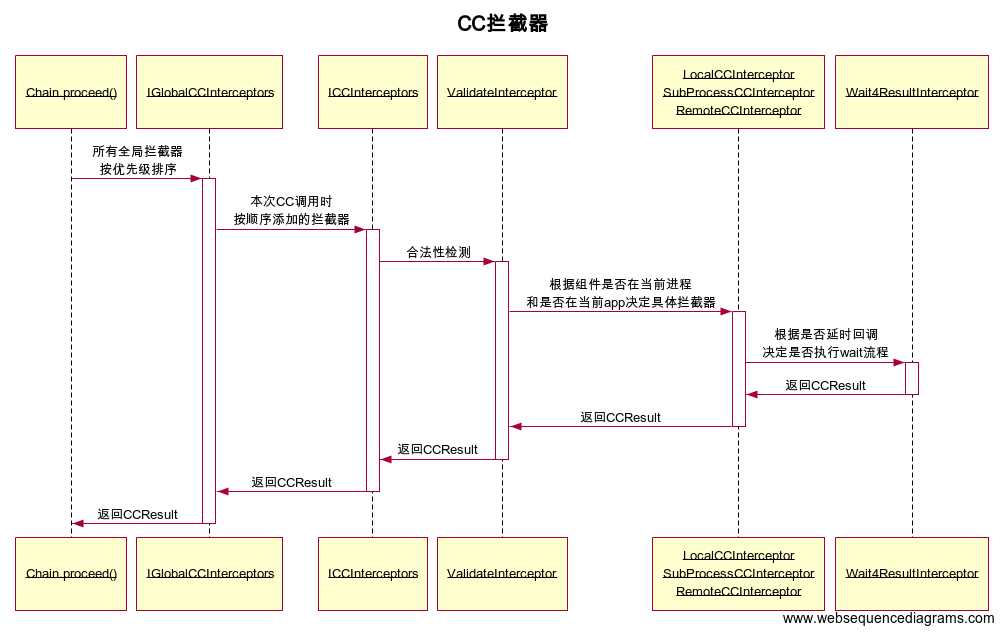 CC拦截器
Chain.proceed()
IGlobalCCInterceptors
ICCInterceptors
ValidateInterceptor
LocalCCInterceptor
SubProcessCCInterceptor
RemoteCCInterceptor
Wait4ResultInterceptor
所有全局拦截器
按优先级排序
本次CC调用时
按顺序添加的拦截器
合法性检测
根据组件是否在当前进程
和是否在当前app决定具体拦截器
根据是否延时回调
决定是否执行wait流程
返回CCResult
返回CCResult
返回CCResult
返回CCResult
返回CCResult
Chain.proceed()
IGlobalCCInterceptors
ICCInterceptors
ValidateInterceptor
LocalCCInterceptor
SubProcessCCInterceptor
RemoteCCInterceptor
Wait4ResultInterceptor
www.websequencediagrams.com